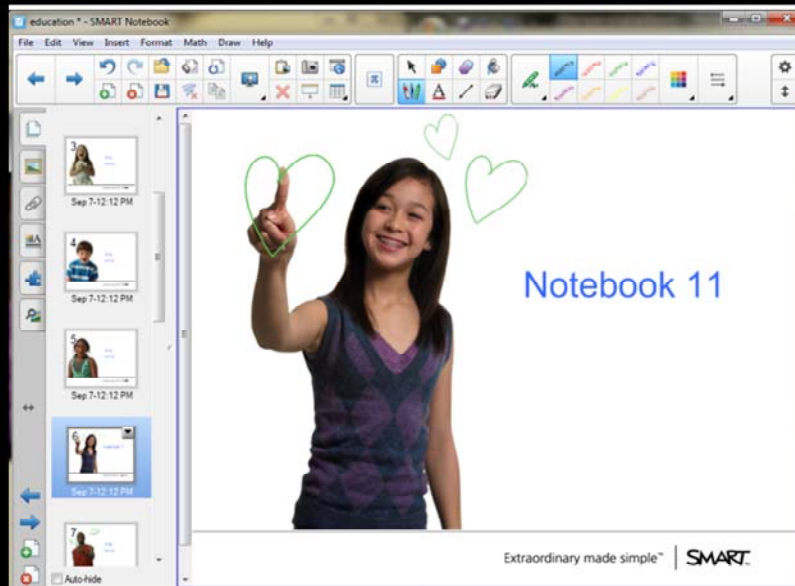 education * - SMART Notebook
File Edit View Insert Format Math Draw Help
π
A
3
Sep 7-12:12 PM
4
Sep 7-12:12 PM
5
Sep 7-12:12 PM
6
Sep 7-12:12 PM
7
Auto-hide
Notebook 11
Extraordinary made simple™ | SMART™